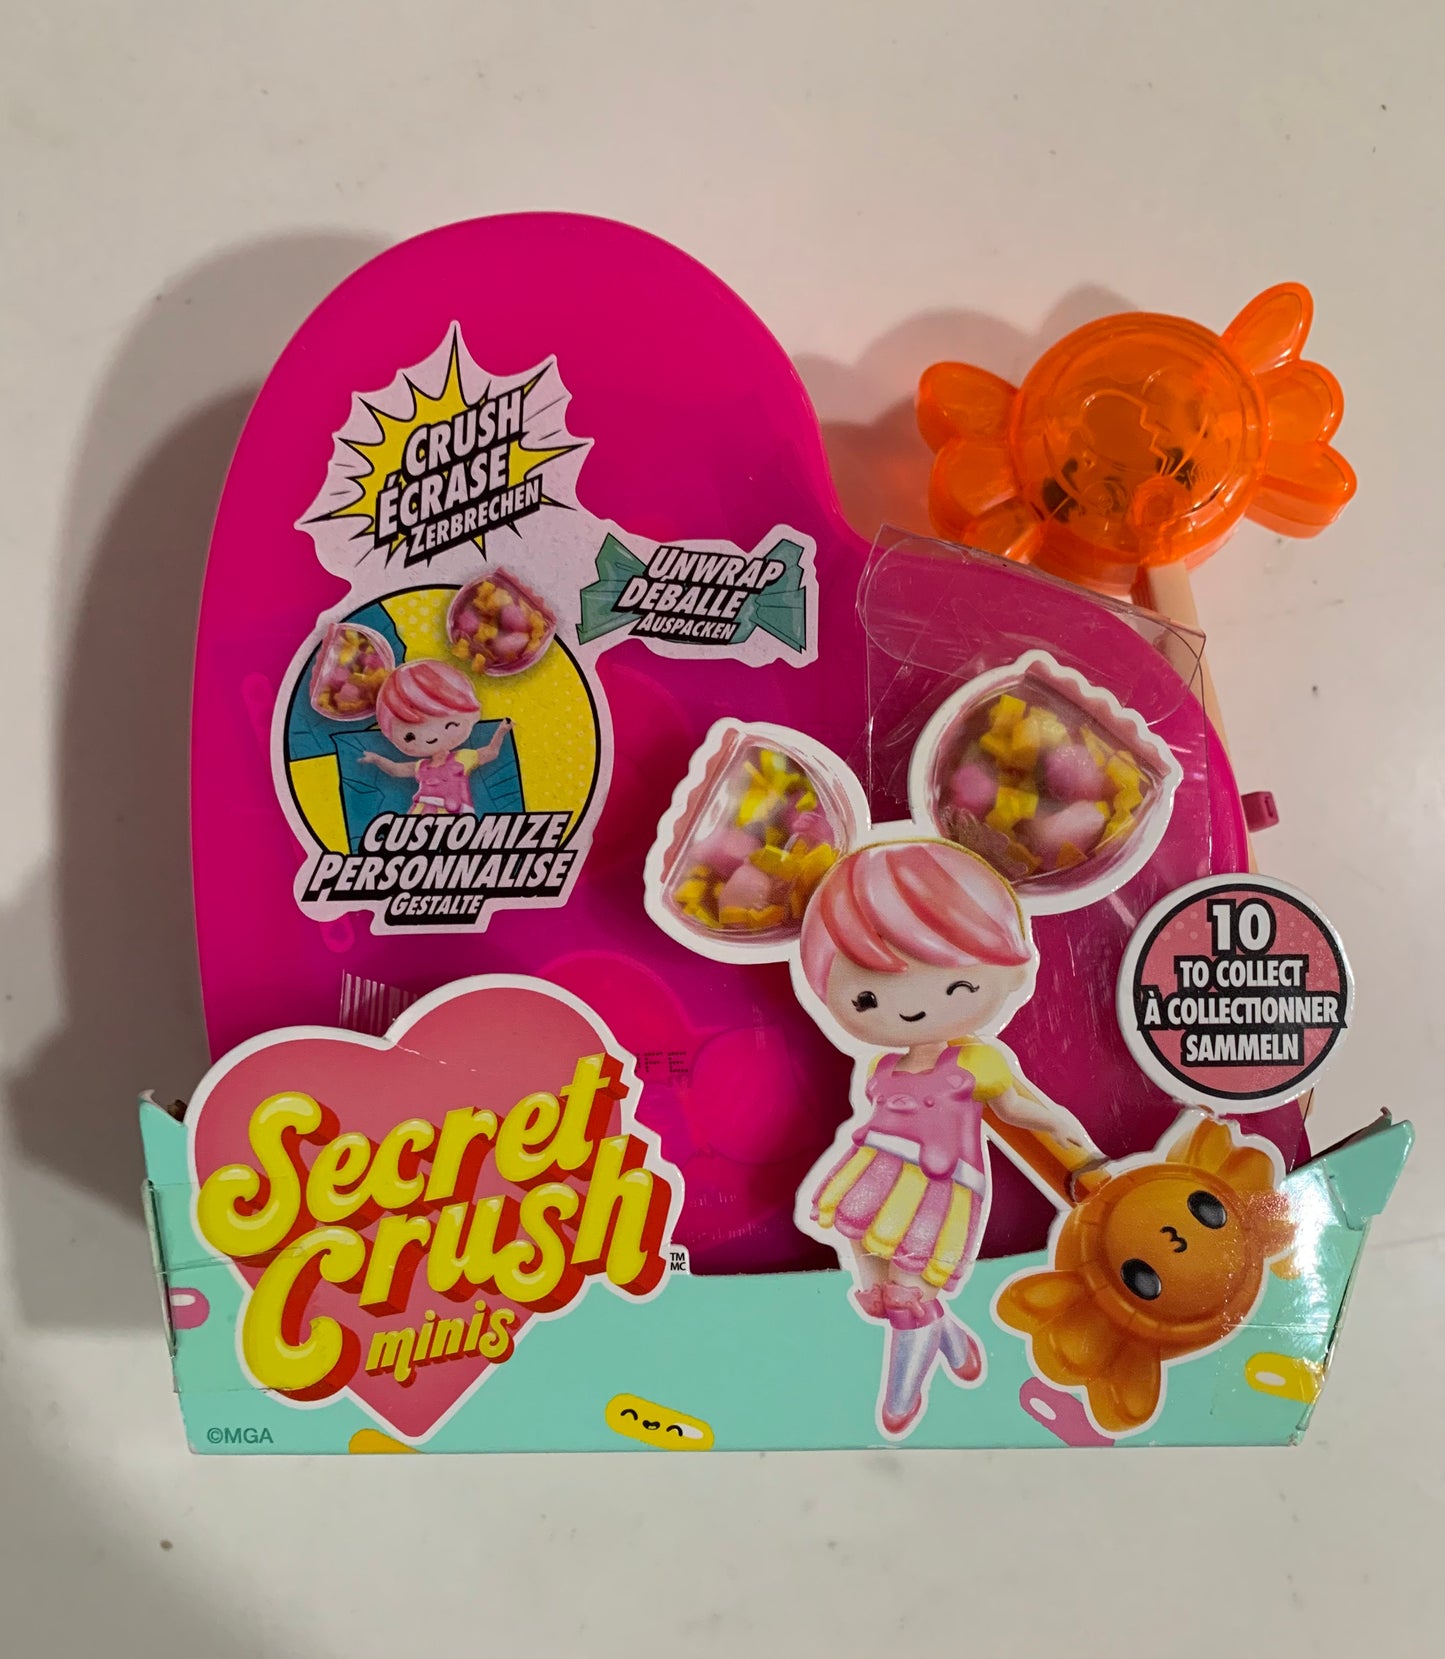 CRUSH
ÉCRASE
ZERBRECHEN
UNWRAP
DÉBALLE
AUSPACKEN
CUSTOMIZE
PERSONNALISE
GESTALTE
10
TO COLLECT
À COLLECTIONNER
SAMMELN
Secret
Crush
minis
TM
MC
©MGA